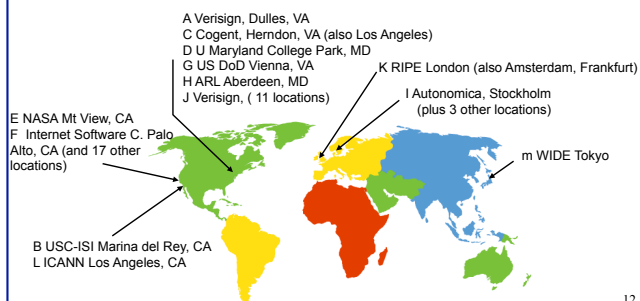 A Verisign, Dulles, VA
C Cogent, Herndon, VA (also Los Angeles)
D U Maryland College Park, MD
G US DoD Vienna, VA
H ARL Aberdeen, MD
J Verisign, ( 11 locations)
K RIPE London (also Amsterdam, Frankfurt)
I Autonomica, Stockholm
(plus 3 other locations)
E NASA Mt View, CA
F Internet Software C. Palo
Alto, CA (and 17 other
locations)
m WIDE Tokyo
B USC-ISI Marina del Rey, CA
L ICANN Los Angeles, CA
12